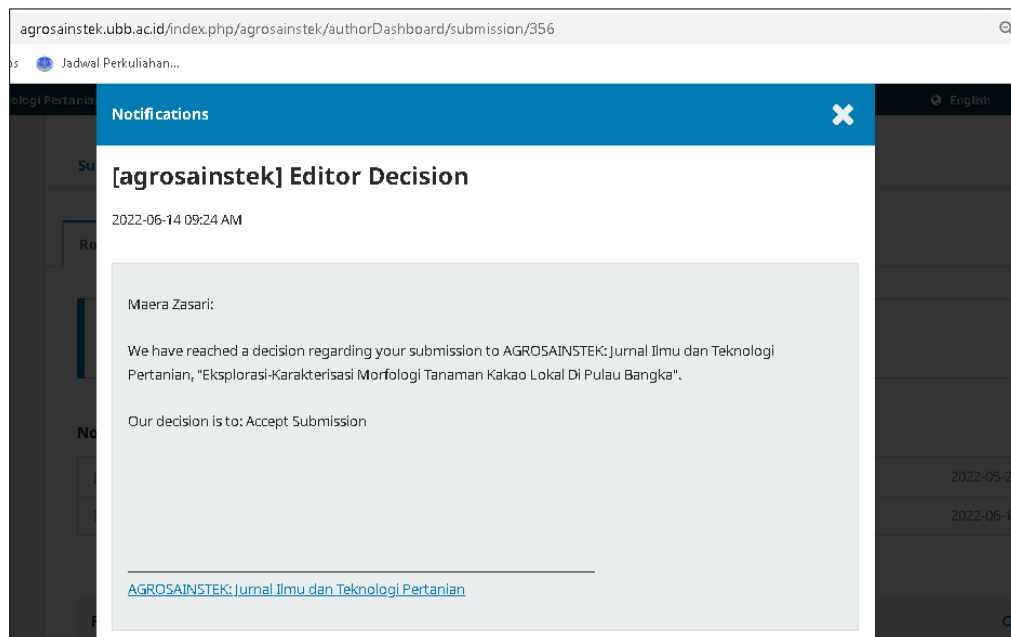 agrosainstek.ubb.ac.id/index.php/agrosainstek/authorDashboard/submission/356
Jadwal Perkuliahan...
English
Notifications
[agrosainstek] Editor Decision
2022-06-14 09:24 AM
Maera Zasari:
We have reached a decision regarding your submission to AGROSAINSTEK: Jurnal Ilmu dan Teknologi
Pertanian, "Eksplorasi-Karakterisasi Morfologi Tanaman Kakao Lokal Di Pulau Bangka".
Our decision is to: Accept Submission
AGROSAINSTEK: Jurnal Ilmu dan Teknologi Pertanian